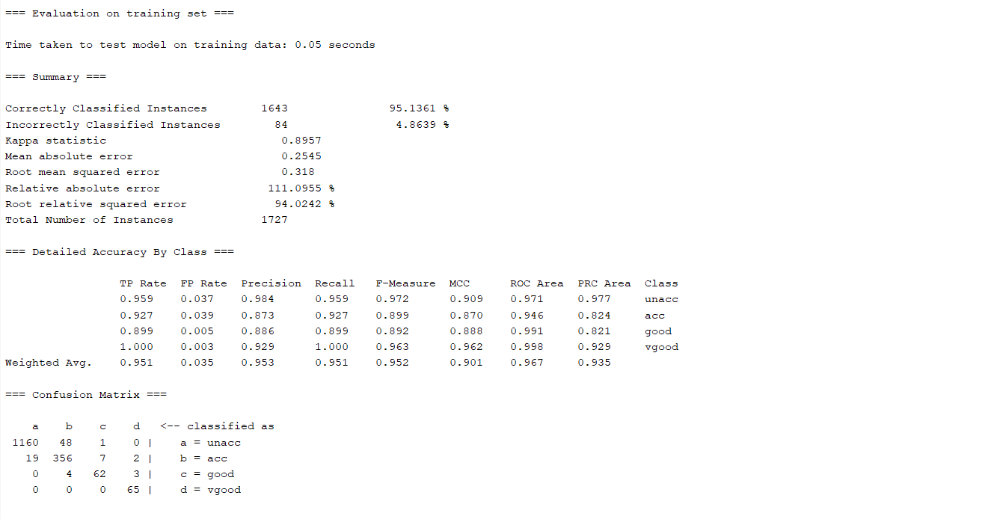 === Evaluation on training set ===
Time taken to test model on training data: 0.05 seconds
=== Summary ===
Correctly Classified Instances        1643               95.1361 %
Incorrectly Classified Instances        84                4.8639 %
Kappa statistic                          0.8957
Mean absolute error                      0.2545
Root mean squared error                  0.318
Relative absolute error                111.0955 %
Root relative squared error             94.0242 %
Total Number of Instances             1727
=== Detailed Accuracy By Class ===
                 TP Rate  FP Rate  Precision  Recall   F-Measure  MCC      ROC Area  PRC Area  Class
                 0.959    0.037    0.984      0.959    0.972      0.909    0.971     0.977     unacc
                 0.927    0.039    0.873      0.927    0.899      0.870    0.946     0.824     acc
                 0.899    0.005    0.886      0.899    0.892      0.888    0.991     0.821     good
                 1.000    0.003    0.929      1.000    0.963      0.962    0.998     0.929     vgood
Weighted Avg.    0.951    0.035    0.953      0.951    0.952      0.901    0.967     0.935
=== Confusion Matrix ===
    a    b    c    d   <-- classified as
 1160   48    1    0 |    a = unacc
   19  356    7    2 |    b = acc
    0    4   62    3 |    c = good
    0    0    0   65 |    d = vgood